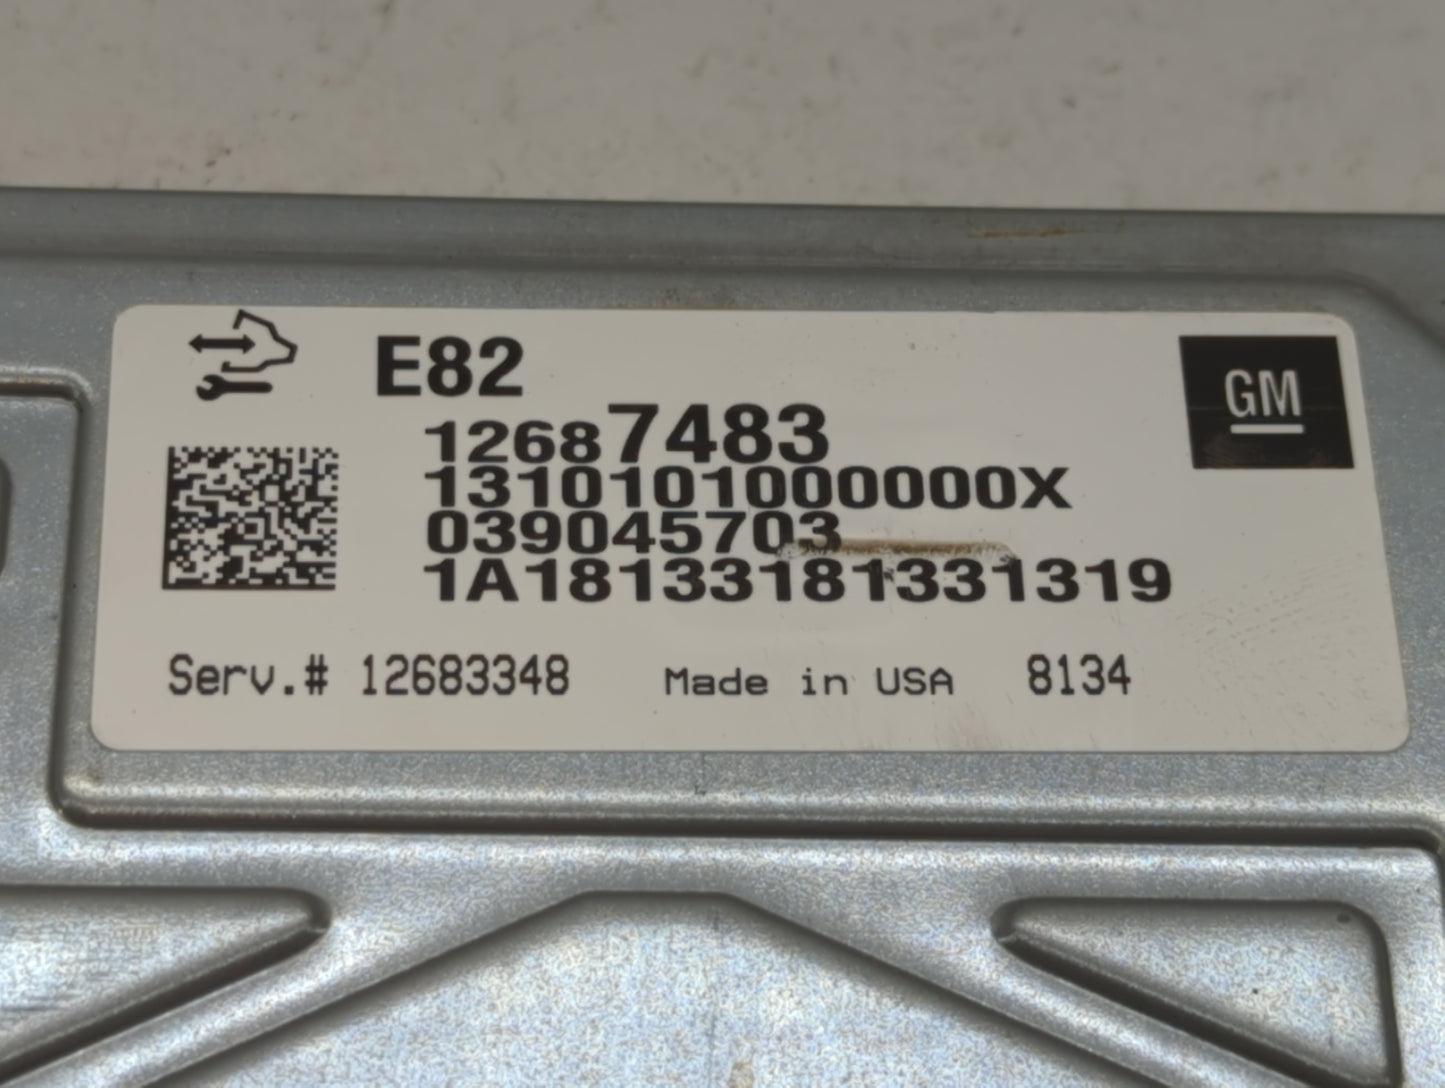 E82
GM
12687483
1310101000000X
039045703
1A18133181331319
Serv.# 12683348 Made in USA 8134